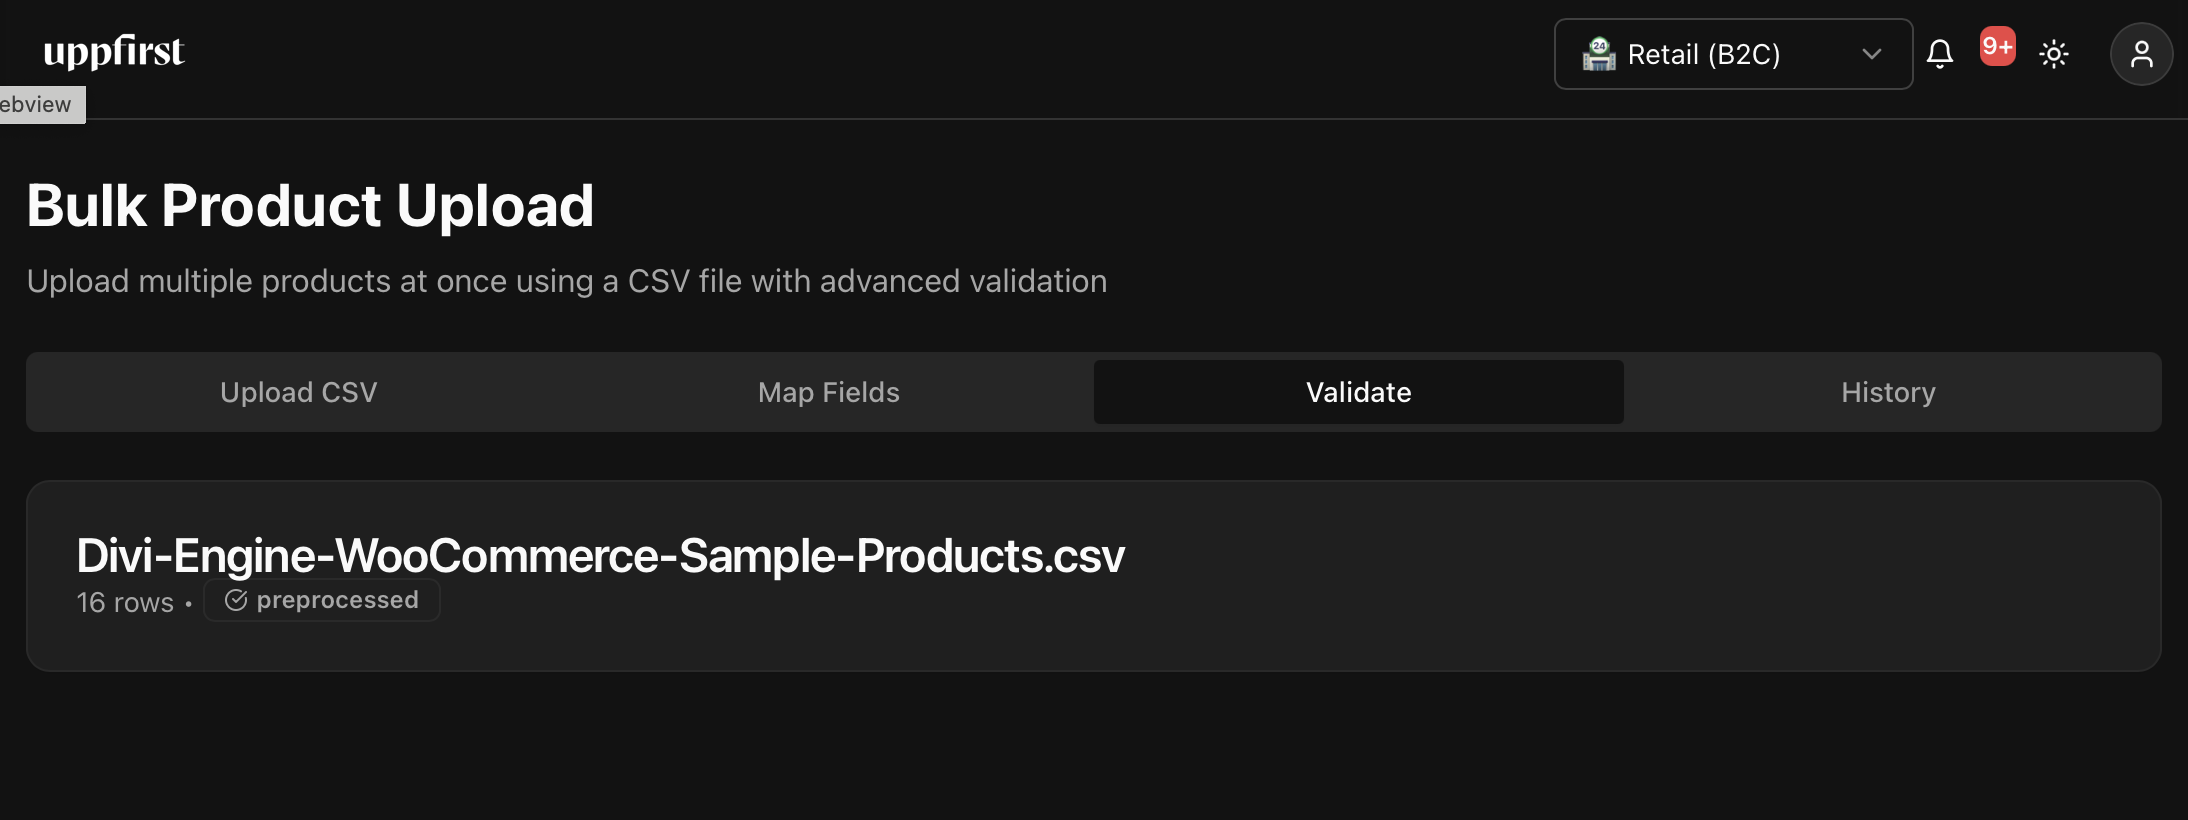 uppfirst
24
Retail (B2C)
9+
ebview
Bulk Product Upload
Upload multiple products at once using a CSV file with advanced validation
Upload CSV
Map Fields
Validate
History
Divi-Engine-WooCommerce-Sample-Products.csv
16 rows • preprocessed